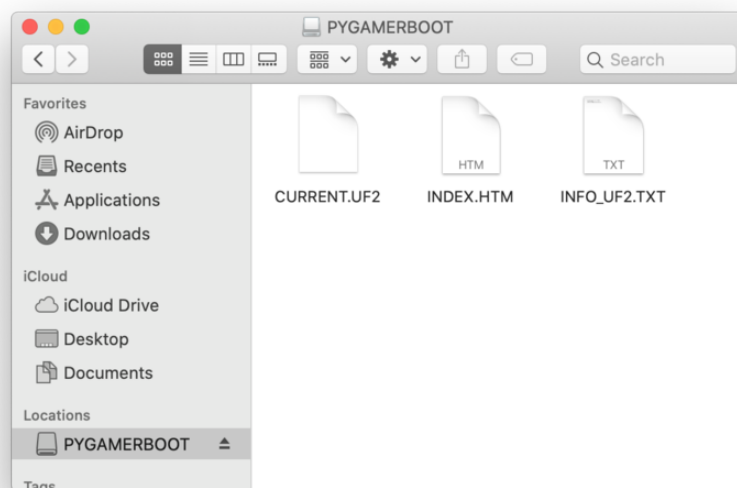 PYGAMERBOOT
Search
Favorites
AirDrop
Recents
Applications
Downloads
iCloud
iCloud Drive
Desktop
Documents
Locations
PYGAMERBOOT
Tags
HTM
TXT
CURRENT.UF2
INDEX.HTM
INFO_UF2.TXT